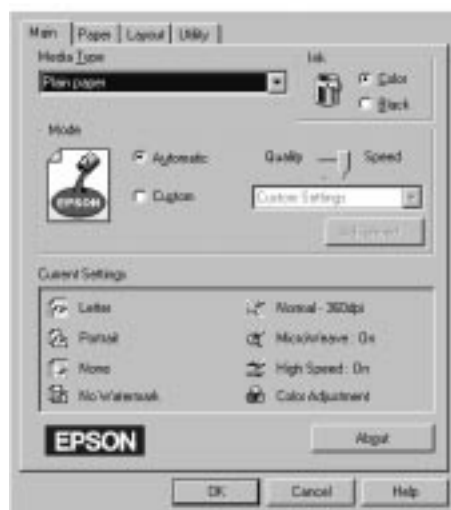 Main Paper Layout Utility
Media Type
Plain paper
Ink
Color
Black
Mode
EPSON
Automatic
Custom
Quality Speed
Custom Settings
Current Settings
Letter
Portrait
None
No Watermark
Normal - 360dpi
MicroWeave : On
High Speed : On
Color Adjustment
EPSON
About
OK Cancel Help